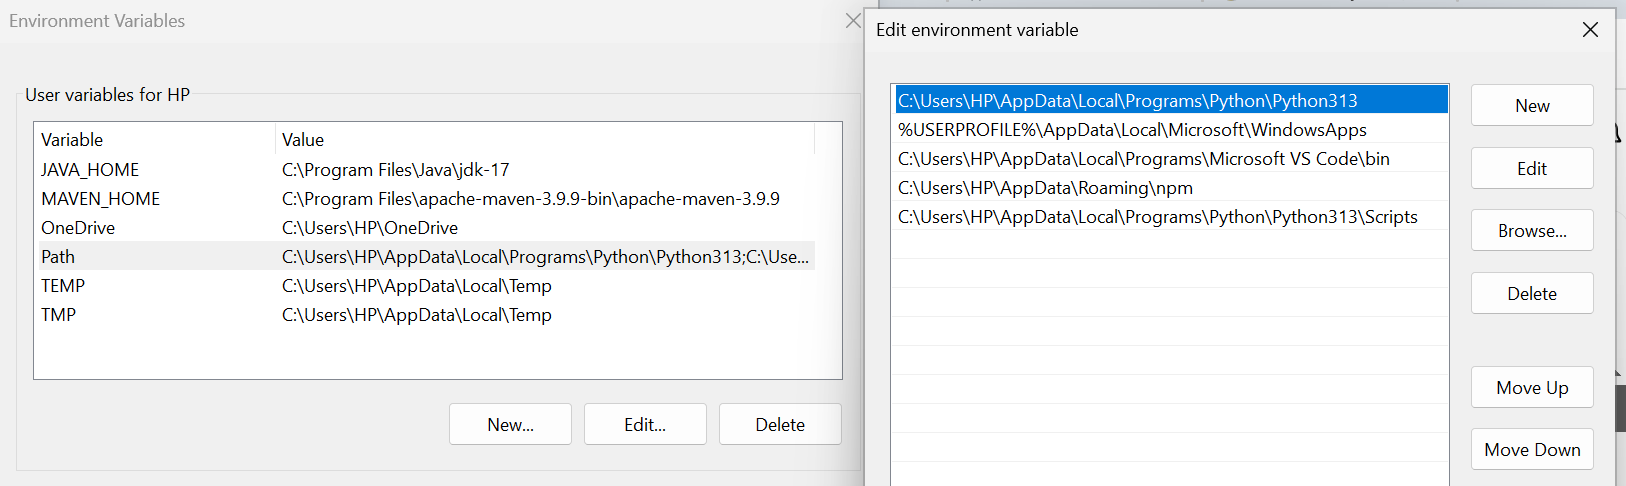 Environment Variables
User variables for HP
Variable Value
JAVA_HOME C:\Program Files\Java\jdk-17
MAVEN_HOME C:\Program Files\apache-maven-3.9.9-bin\apache-maven-3.9.9
OneDrive C:\Users\HP\OneDrive
Path C:\Users\HP\AppData\Local\Programs\Python\Python313;C:\Use...
TEMP C:\Users\HP\AppData\Local\Temp
TMP C:\Users\HP\AppData\Local\Temp
New... Edit... Delete
Edit environment variable
C:\Users\HP\AppData\Local\Programs\Python\Python313
%USERPROFILE%\AppData\Local\Microsoft\WindowsApps
C:\Users\HP\AppData\Local\Programs\Microsoft VS Code\bin
C:\Users\HP\AppData\Roaming\npm
C:\Users\HP\AppData\Local\Programs\Python\Python313\Scripts
New
Edit
Browse...
Delete
Move Up
Move Down